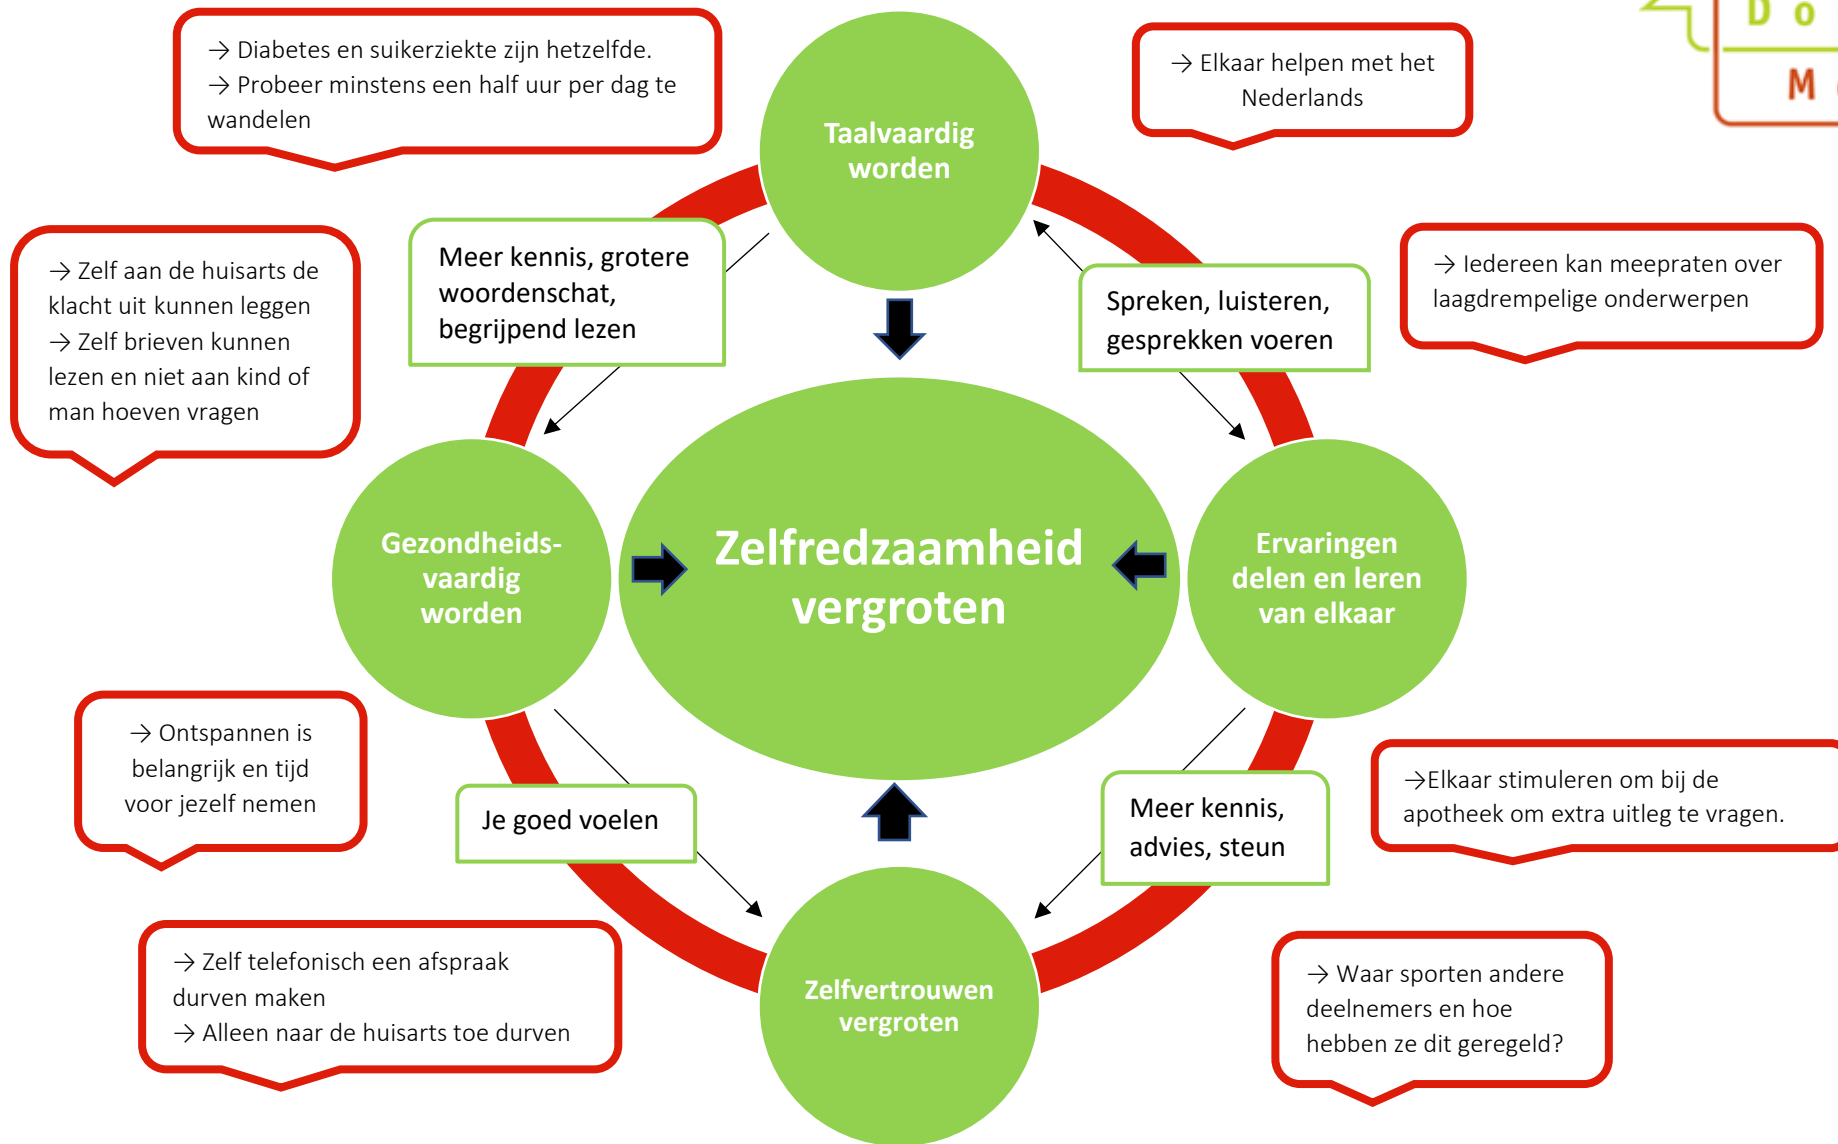 → Diabetes en suikerziekte zijn hetzelfde.
→ Probeer minstens een half uur per dag te
wandelen
Taalvaardig
worden
→ Elkaar helpen met het
Nederlands
D o
M
→ Zelf aan de huisarts de
klacht uit kunnen leggen
→ Zelf brieven kunnen
lezen en niet aan kind of
man hoeven vragen
Meer kennis, grotere
woordenschat,
begrijpend lezen
Spreken, luisteren,
gesprekken voeren
→ Iedereen kan meepraten over
laagdrempelige onderwerpen
Gezondheids-
vaardig
worden
Zelfredzaamheid
vergroten
Ervaringen
delen en leren
van elkaar
→ Ontspannen is
belangrijk en tijd
voor jezelf nemen
Je goed voelen
Meer kennis,
advies, steun
→Elkaar stimuleren om bij de
apotheek om extra uitleg te vragen.
→ Zelf telefonisch een afspraak
durven maken
→ Alleen naar de huisarts toe durven
Zelfvertrouwen
vergroten
→ Waar sporten andere
deelnemers en hoe
hebben ze dit geregeld?